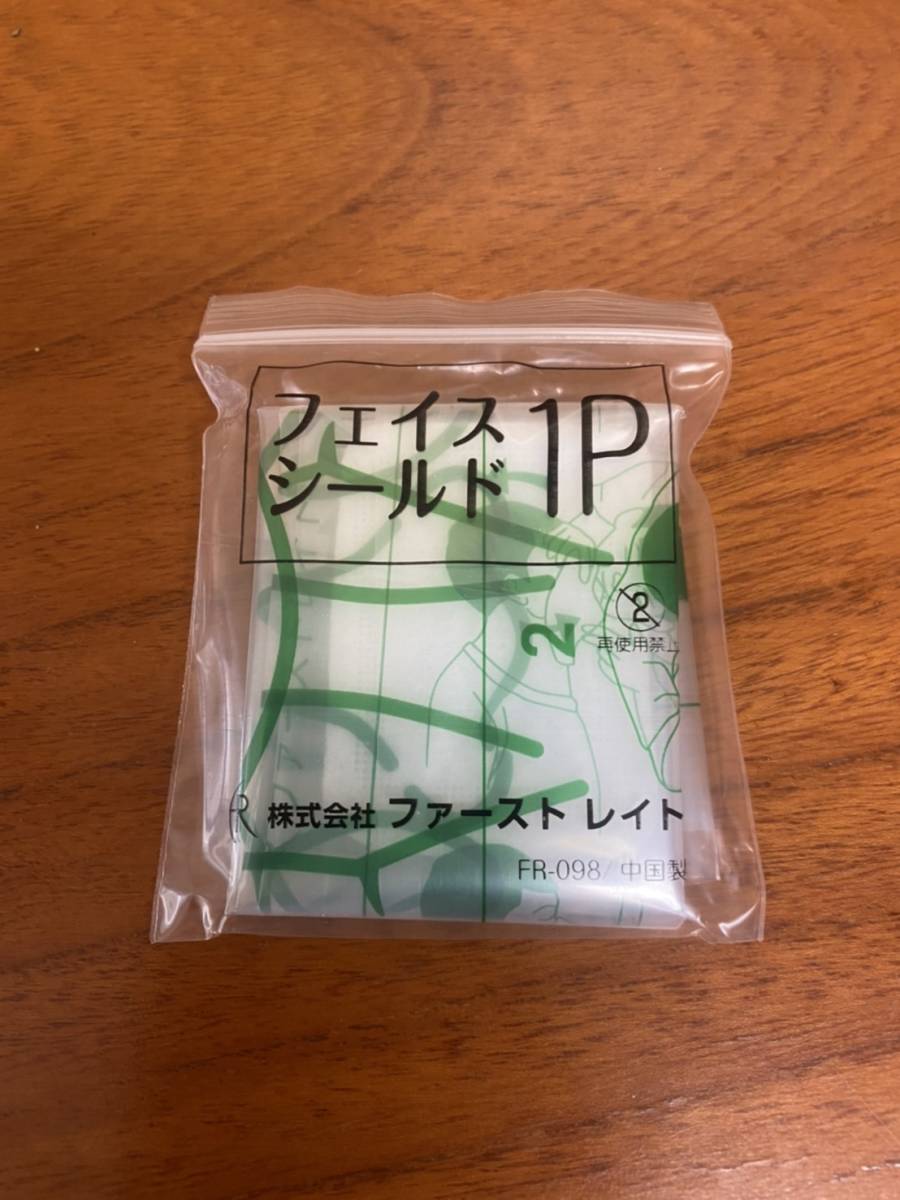 フェイス
シールド 1P
2
再使用禁止
株式会社 ファースト レイト
FR-098/ 中国製